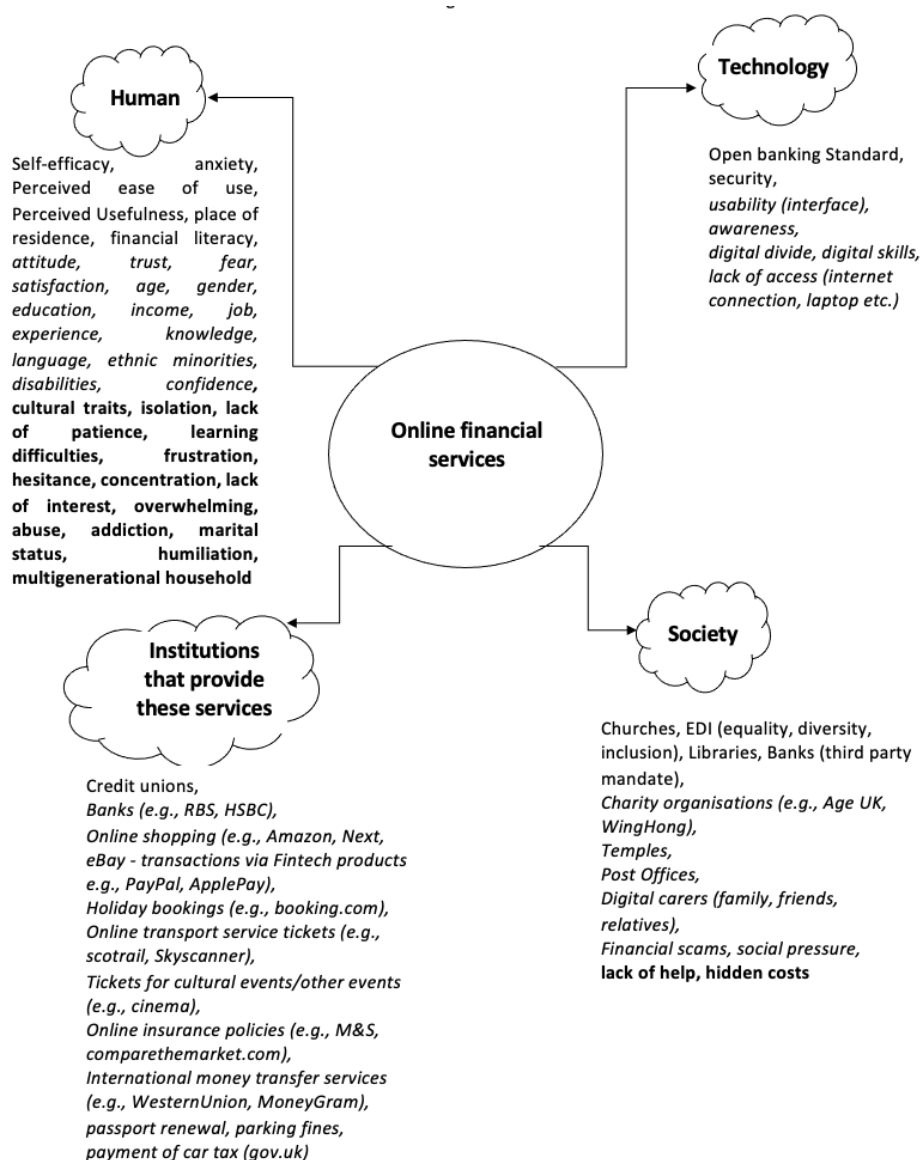 Human
Self-efficacy, anxiety,
Perceived ease of use,
Perceived Usefulness, place of
residence, financial literacy,
attitude, trust, fear,
satisfaction, age, gender,
education, income, job,
experience, knowledge,
language, ethnic minorities,
disabilities, confidence,
cultural traits, isolation, lack
of patience, learning
difficulties, frustration,
hesitance, concentration, lack
of interest, overwhelming,
abuse, addiction, marital
status, humiliation,
multigenerational household
Technology
Open banking Standard,
security,
usability (interface),
awareness,
digital divide, digital skills,
lack of access (internet
connection, laptop etc.)
Online financial
services
Institutions
that provide
these services
Credit unions,
Banks (e.g., RBS, HSBC),
Online shopping (e.g., Amazon, Next,
eBay - transactions via Fintech products
e.g., PayPal, ApplePay),
Holiday bookings (e.g., booking.com),
Online transport service tickets (e.g.,
scotrail, Skyscanner),
Tickets for cultural events/other events
(e.g., cinema),
Online insurance policies (e.g., M&S,
comparethemarket.com),
International money transfer services
(e.g., WesternUnion, MoneyGram),
passport renewal, parking fines,
payment of car tax (gov.uk)
Society
Churches, EDI (equality, diversity,
inclusion), Libraries, Banks (third party
mandate),
Charity organisations (e.g., Age UK,
WingHong),
Temples,
Post Offices,
Digital carers (family, friends,
relatives),
Financial scams, social pressure,
lack of help, hidden costs